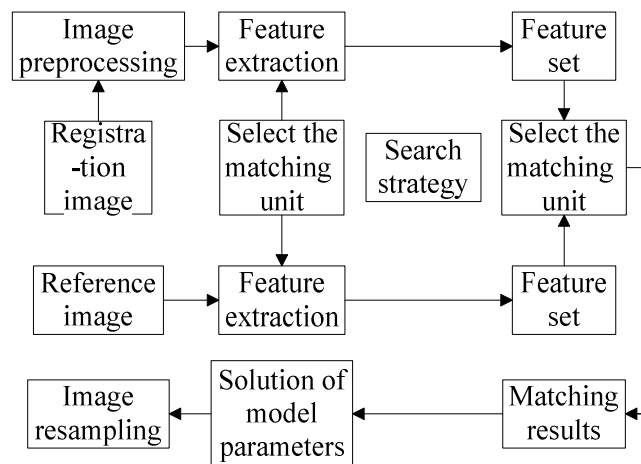 Image
preprocessing
Feature
extraction
Feature
set
Registra
-tion
image
Select the
matching
unit
Search
strategy
Select the
matching
unit
Reference
image
Feature
extraction
Feature
set
Image
resampling
Solution of
model
parameters
Matching
results